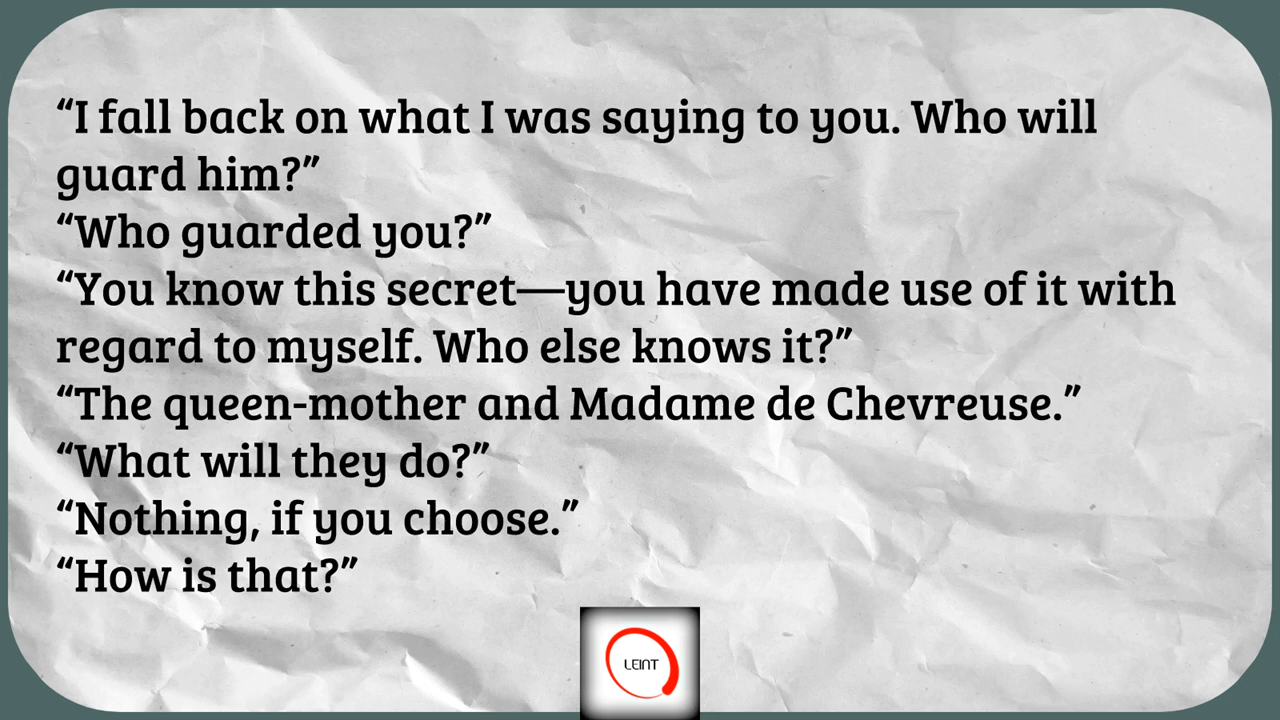 “I fall back on what I was saying to you. Who will
guard him?”
“Who guarded you?”
“You know this secret—you have made use of it with
regard to myself. Who else knows it?”
“The queen-mother and Madame de Chevreuse.”
“What will they do?”
“Nothing, if you choose.”
“How is that?”
LEINT